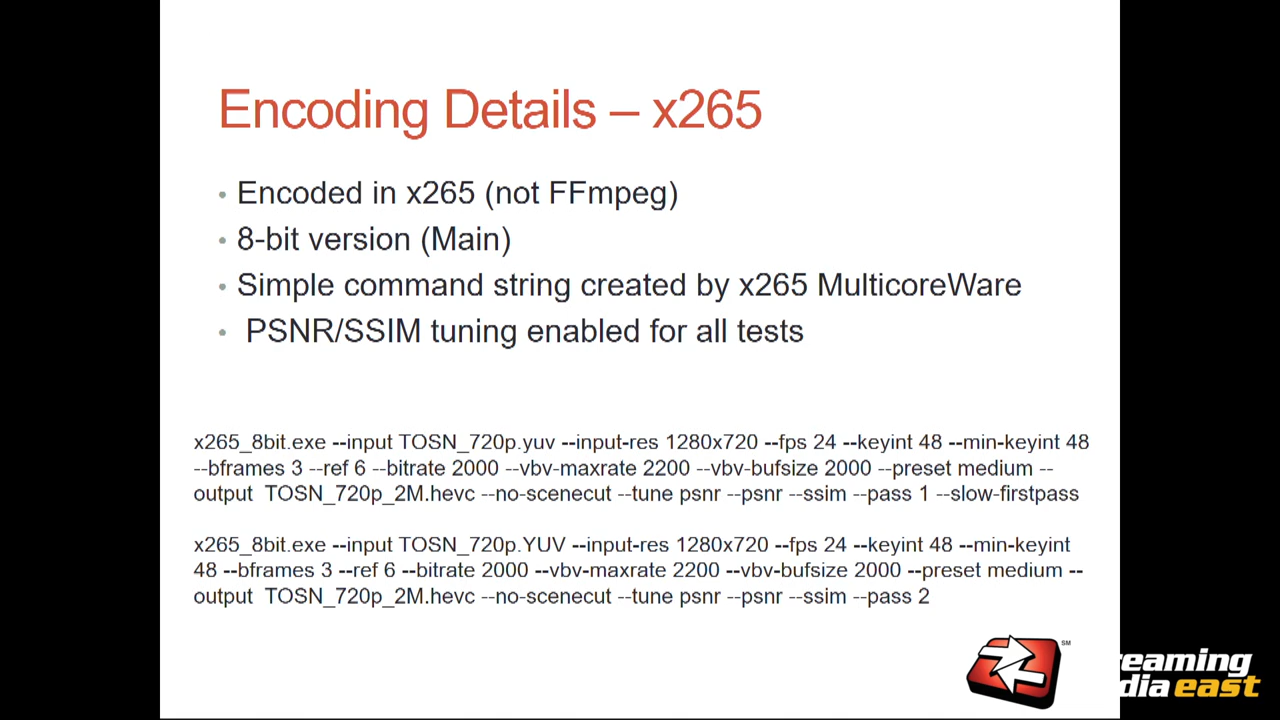 Encoding Details – x265
• Encoded in x265 (not FFmpeg)
• 8-bit version (Main)
• Simple command string created by x265 MulticoreWare
• PSNR/SSIM tuning enabled for all tests
x265_8bit.exe --input TOSN_720p.yuv --input-res 1280x720 --fps 24 --keyint 48 --min-keyint 48
--bframes 3 --ref 6 --bitrate 2000 --vbv-maxrate 2200 --vbv-bufsize 2000 --preset medium --
output TOSN_720p_2M.hevc --no-scenecut --tune psnr --psnr --ssim --pass 1 --slow-firstpass
x265_8bit.exe --input TOSN_720p.YUV --input-res 1280x720 --fps 24 --keyint 48 --min-keyint
48 --bframes 3 --ref 6 --bitrate 2000 --vbv-maxrate 2200 --vbv-bufsize 2000 --preset medium --
output TOSN_720p_2M.hevc --no-scenecut --tune psnr --psnr --ssim --pass 2
SM
reaming
dia east